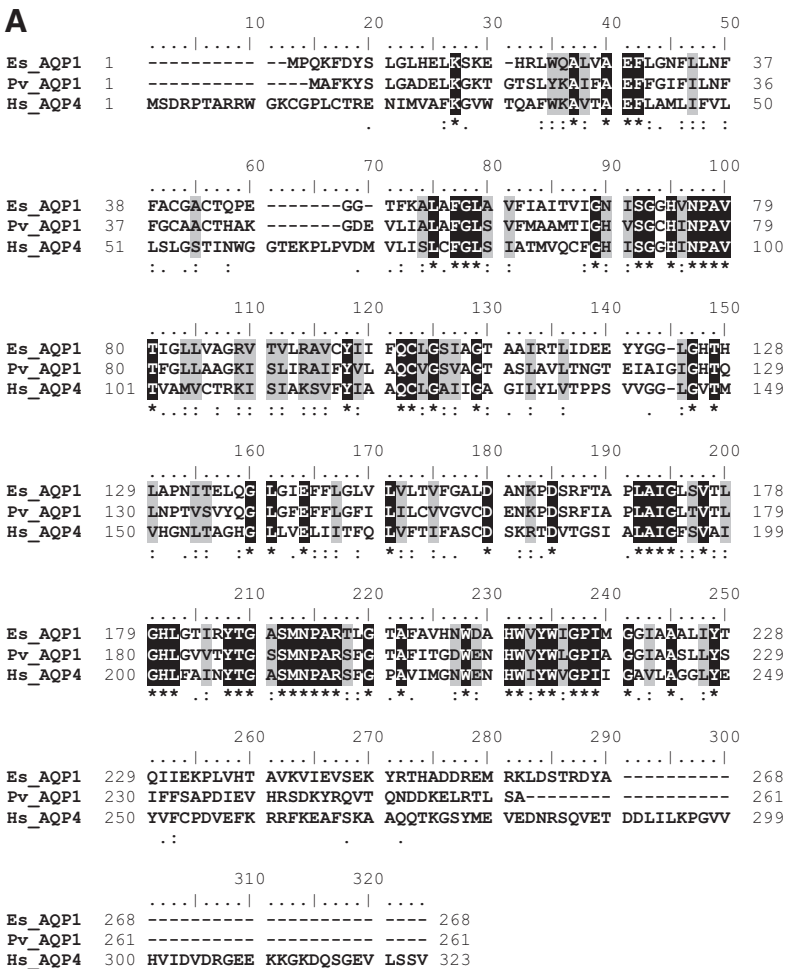 A
10 20 30 40 50
....|....| ....|....| ....|....| ....|....| ....|....|
Es_AQP1 1 ---------- --MPQKFDYS LGLHELKSKE -HRLWQALVA EFLGNFLLNF 37
Pv_AQP1 1 ---------- ----MAFKYS LGADELKGKT GTSLYKAIFA EFFGIFILNF 36
Hs_AQP4 1 MSDRPTARRW GKCGPLCTRE NIMVAFKGVW TQAFWKAVTA EFLAMLIFVL 50
. :*. :::* * **:. ::: :
60 70 80 90 100
....|....| ....|....| ....|....| ....|....| ....|....|
Es_AQP1 38 FACGACTQPE -------GG- TFKALAFGLA VFIAITVIGN ISGGHVNPAV 79
Pv_AQP1 37 FGCAACTHAK -------GDE VLIALAFGLS VFMAAMTIGH VSGCHINPAV 79
Hs_AQP4 51 LSLGSTINWG GTEKPLPVDM VLISLCFGLS IATMVQCFGH ISGGHINPAV 100
:. .: : . .: :* ***: : :*: :** *:****
110 120 130 140 150
....|....| ....|....| ....|....| ....|....| ....|....|
Es_AQP1 80 TIGLLVAGRV TVLRAVCYII FQCLGSIAGT AAIRTLIDEE YYGG-LGHTH 128
Pv_AQP1 80 TFGLLAAGKI SLIRAIFYVL AQCVGSVAGT ASLAVLTNGT EIAIGIGHTQ 129
Hs_AQP4 101 TVAMVCTRKI SIAKSVFYIA AQCLGAIIGA GILYLVTPPS VVGG-LGVTM 149
*..:: :: : ::: *: **:*:: *: . : : . :* *
160 170 180 190 200
....|....| ....|....| ....|....| ....|....| ....|....|
Es_AQP1 129 LAPNITELQG LGIEFFLGLV LVLTVFGALD ANKPDSRFTA PLAIGLSVTL 178
Pv_AQP1 130 LNPTVSVYQG LGFEFFLGFI LILCVVGVCD ENKPDSRFIA PLAIGLTVTL 179
Hs_AQP4 150 VHGNLTAGHG LLVELIITFQ LVFTIFASCD SKRTDVTGSI ALAIGFSVAI 199
: .:: :* * .*::: : *:: :.. * ::.* ****::*::
210 220 230 240 250
....|....| ....|....| ....|....| ....|....| ....|....|
Es_AQP1 179 GHLGTIRYTG ASMNPARTLG TAFAVHNWDA HWVYWIGPIM GGIAAALIYT 228
Pv_AQP1 180 GHLGVVTYTG SSMNPARSFG TAFITGDWEN HWVYWLGPIA GGIASLLYS 229
Hs_AQP4 200 GHLFAINYTG ASMNPARSFG PAVIMGNWEN HWIYWVGPII GAVLAGGLYE 249
*** .: *** :******::* .*. :*: **:**:*** *.: * :*
260 270 280 290 300
....|....| ....|....| ....|....| ....|....| ....|....|
Es_AQP1 229 QIIEKPLVHT AVKVIEVSEK YRTHADDREM RKLDSTRDYA ---------- 268
Pv_AQP1 230 IFFSAPDIEV HRSDKYRQVT QNDDKELRTL SA-------- ---------- 261
Hs_AQP4 250 YVFCPDVEFK RRFKEAFSKA AQQTKGSYME VEDNRSQVET DDLILKPGVV 299
.: . .
310 320
....|....| ....|....| ....
Es_AQP1 268 ---------- ---------- ---- 268
Pv_AQP1 261 ---------- ---------- ---- 261
Hs_AQP4 300 HVIDVDRGEE KKGKDQSGEV LSSV 323